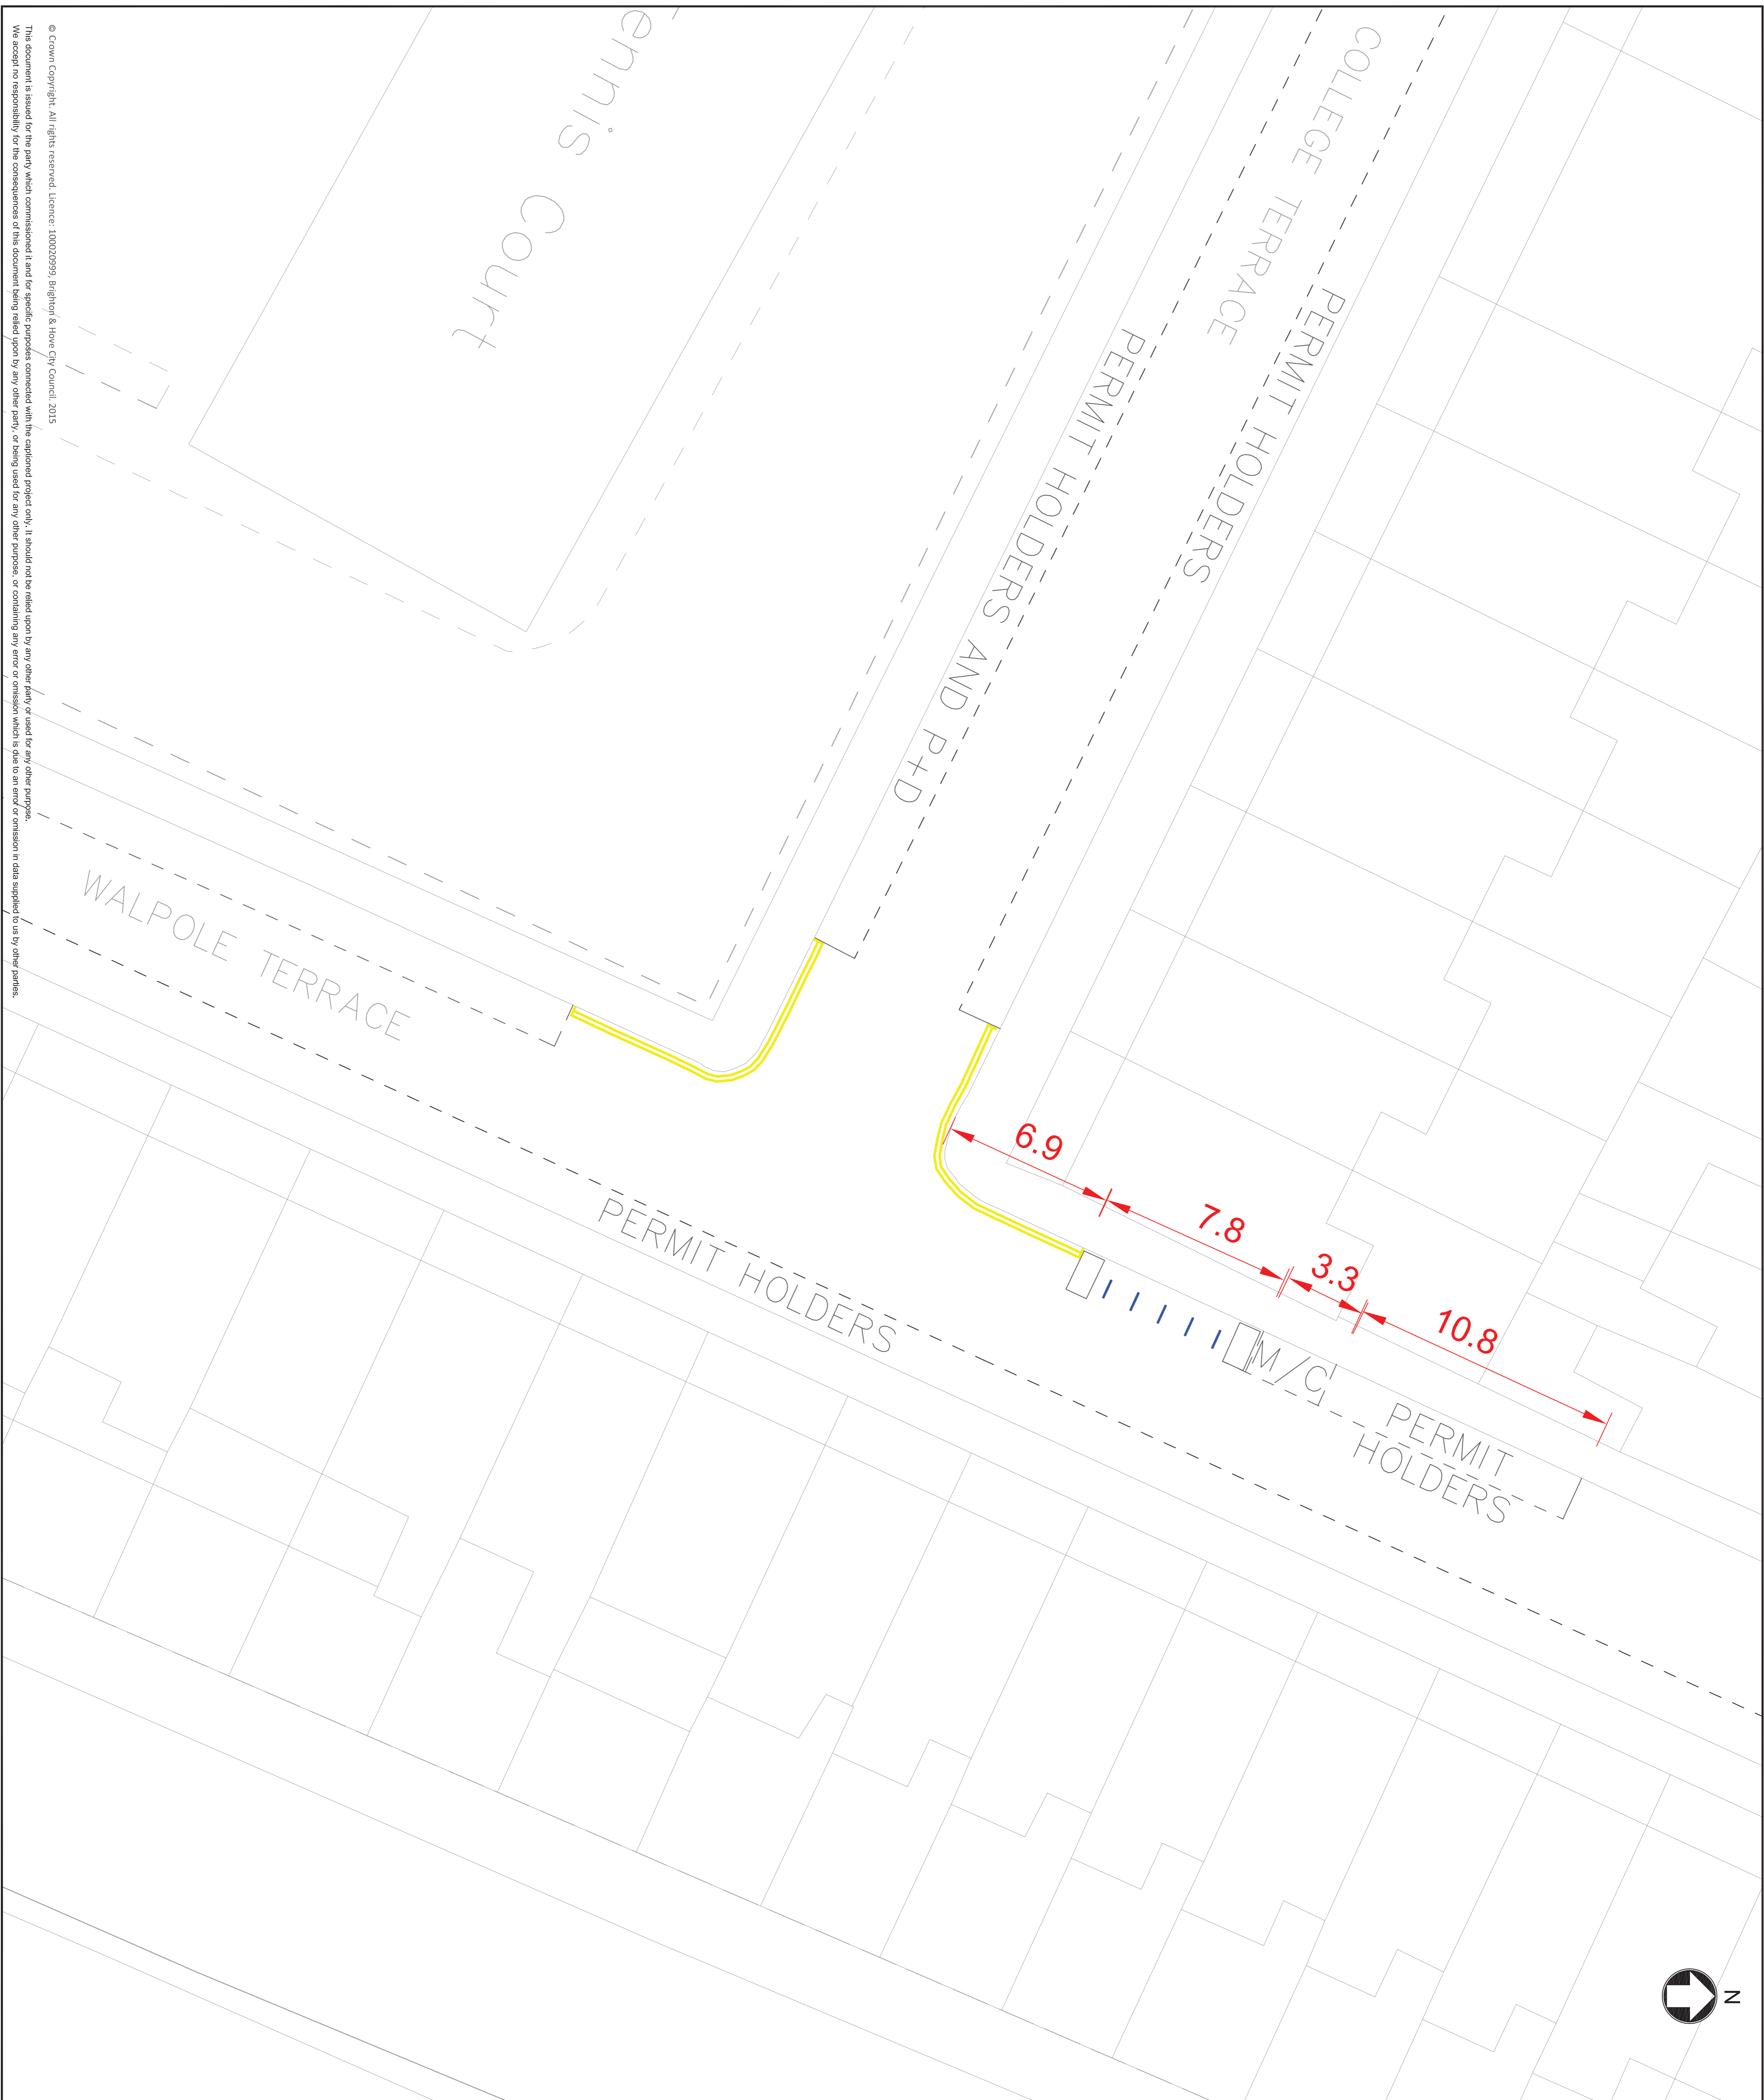 COLLEGE TERRACE
PERMIT HOLDERS
PERMIT HOLDERS AND P+D
ennis Court
WALPOLE TERRACE
PERMIT HOLDERS
6.9
7.8
3.3
10.8
M/C
PERMIT
HOLDERS
N
© Crown Copyright. All rights reserved. Licence: 100020999, Brighton & Hove City Council. 2015
This document is issued for the party which commissioned it and for specific purposes connected with the captioned project only. It should not be relied upon by any other party or used for any other purpose.
We accept no responsibility for the consequences of this document being relied upon by any other party, or being used for any other purpose, or containing any error or omission which is due to an error or omission in data supplied to us by other parties.